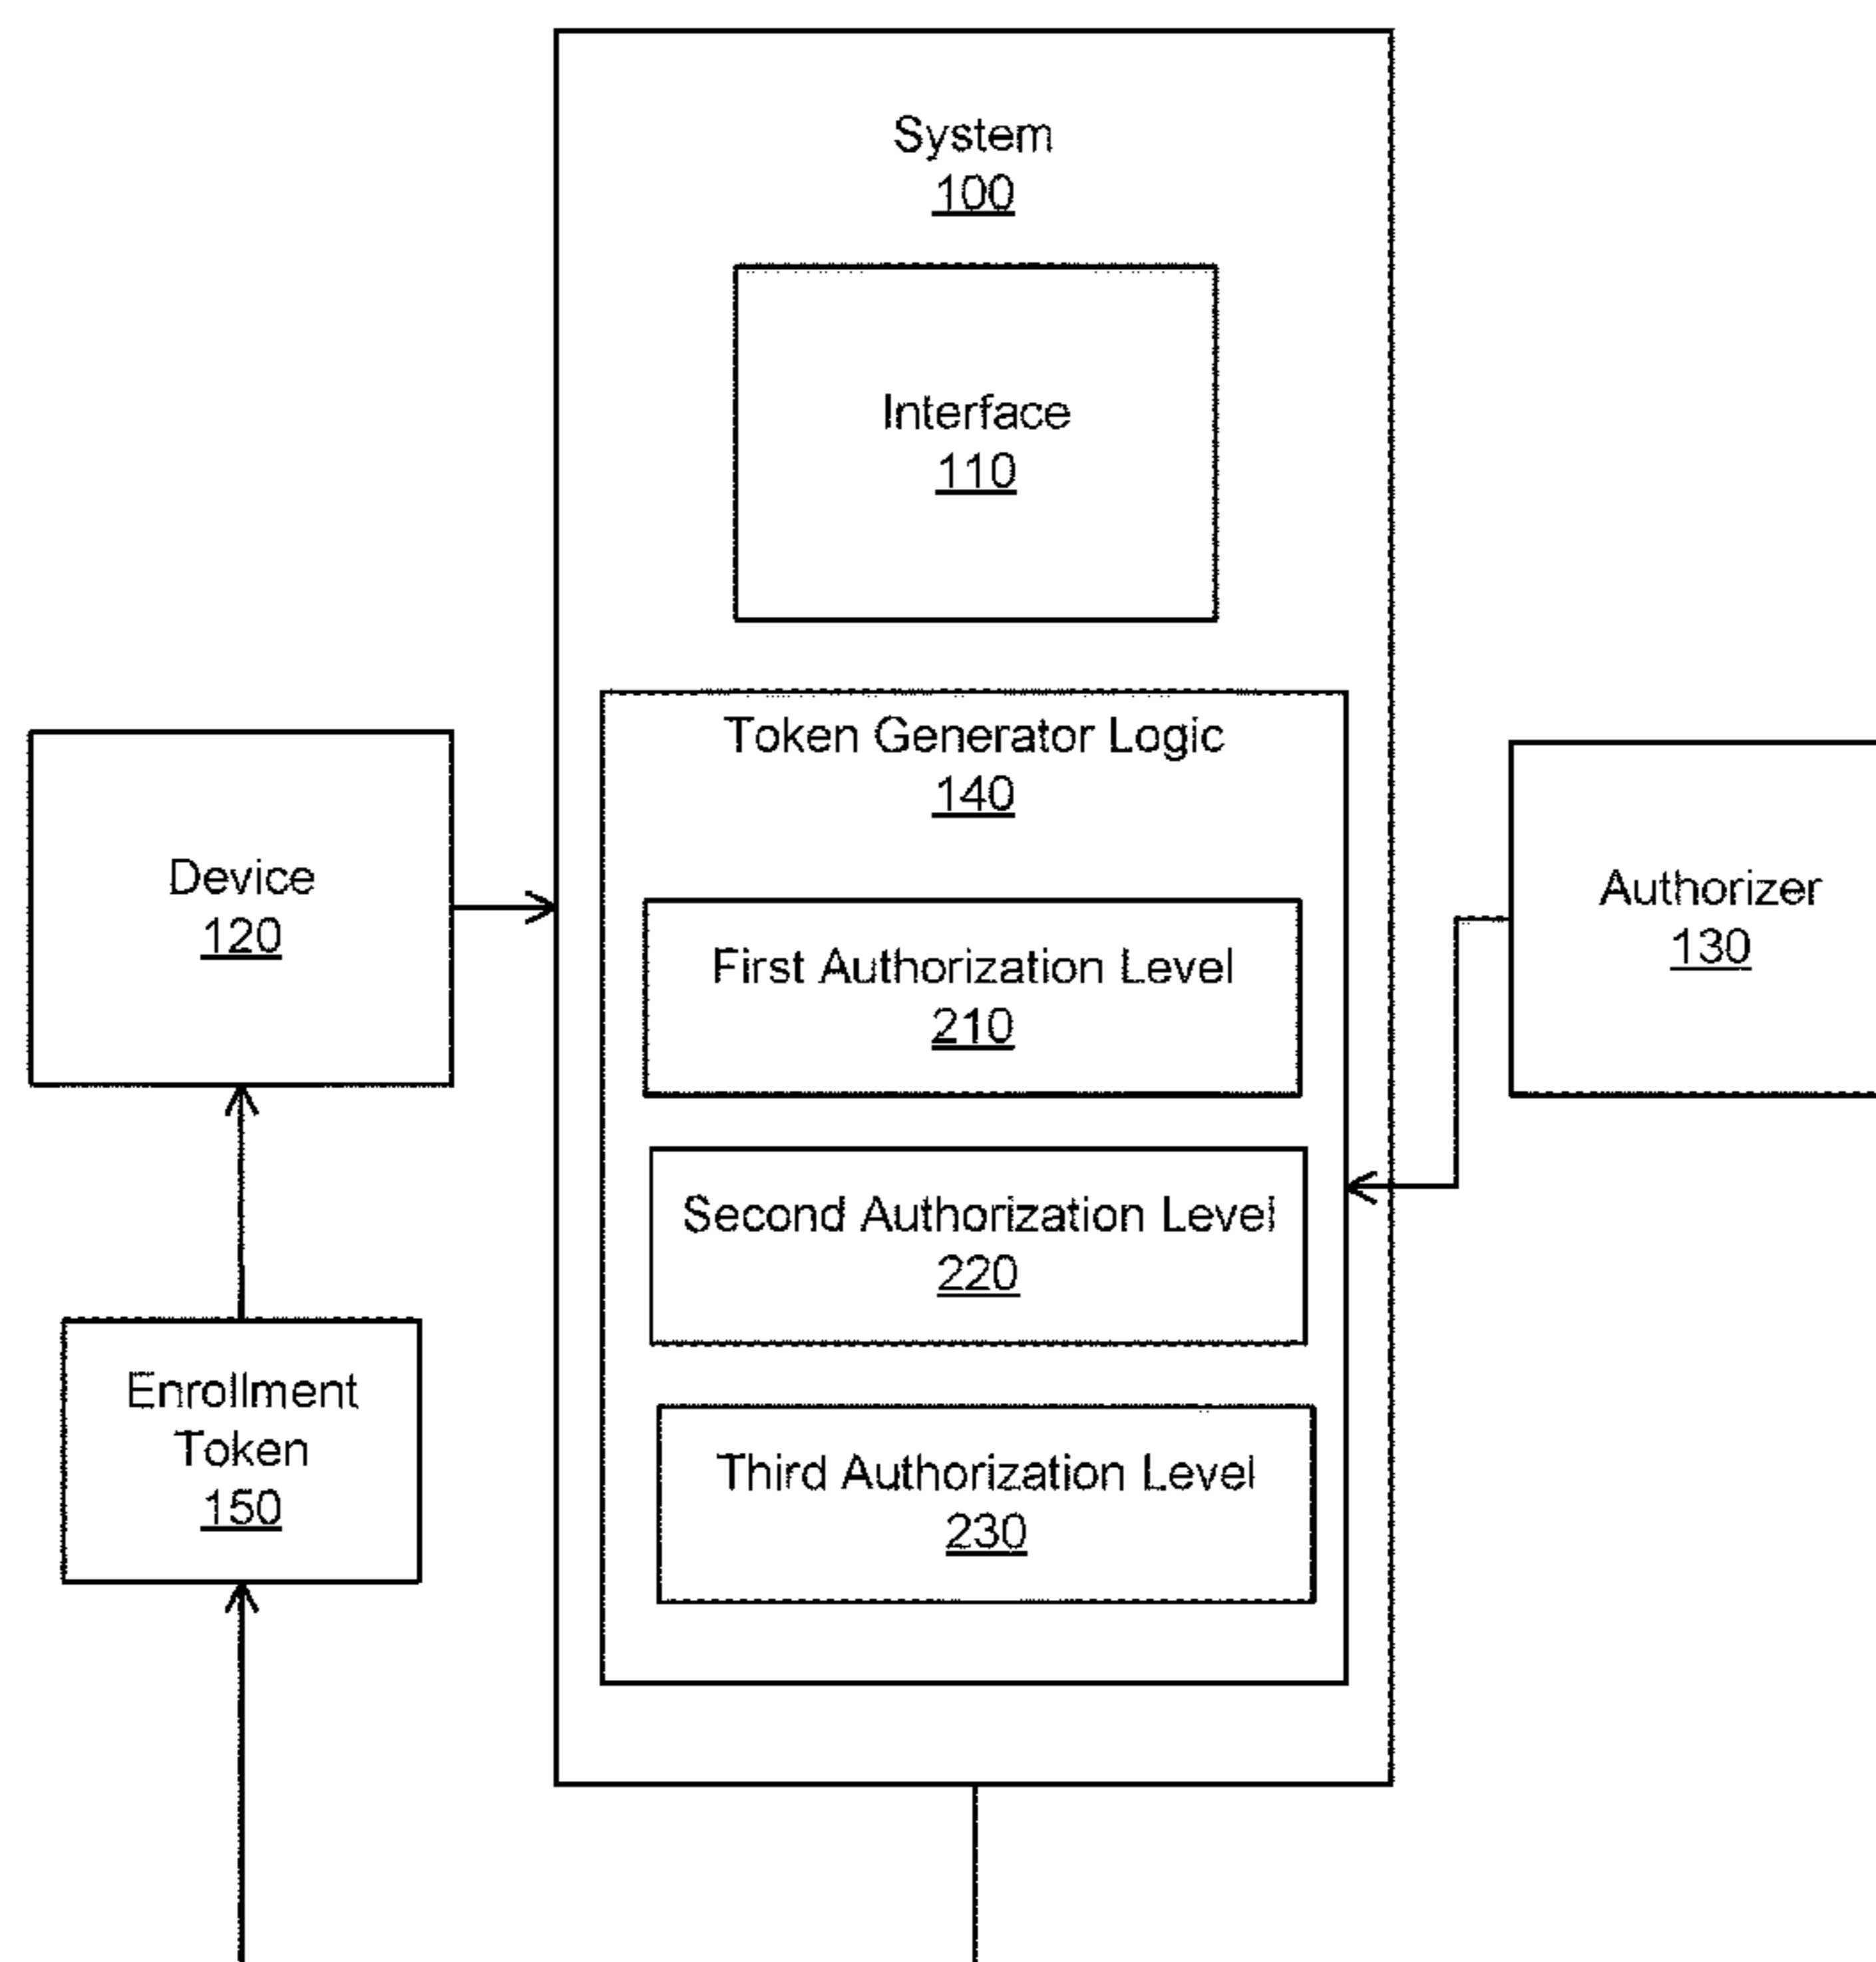 System
100
Interface
110
Token Generator Logic
140
Device
120
First Authorization Level
210
Authorizer
130
Second Authorization Level
220
Enrollment
Token
150
Third Authorization Level
230